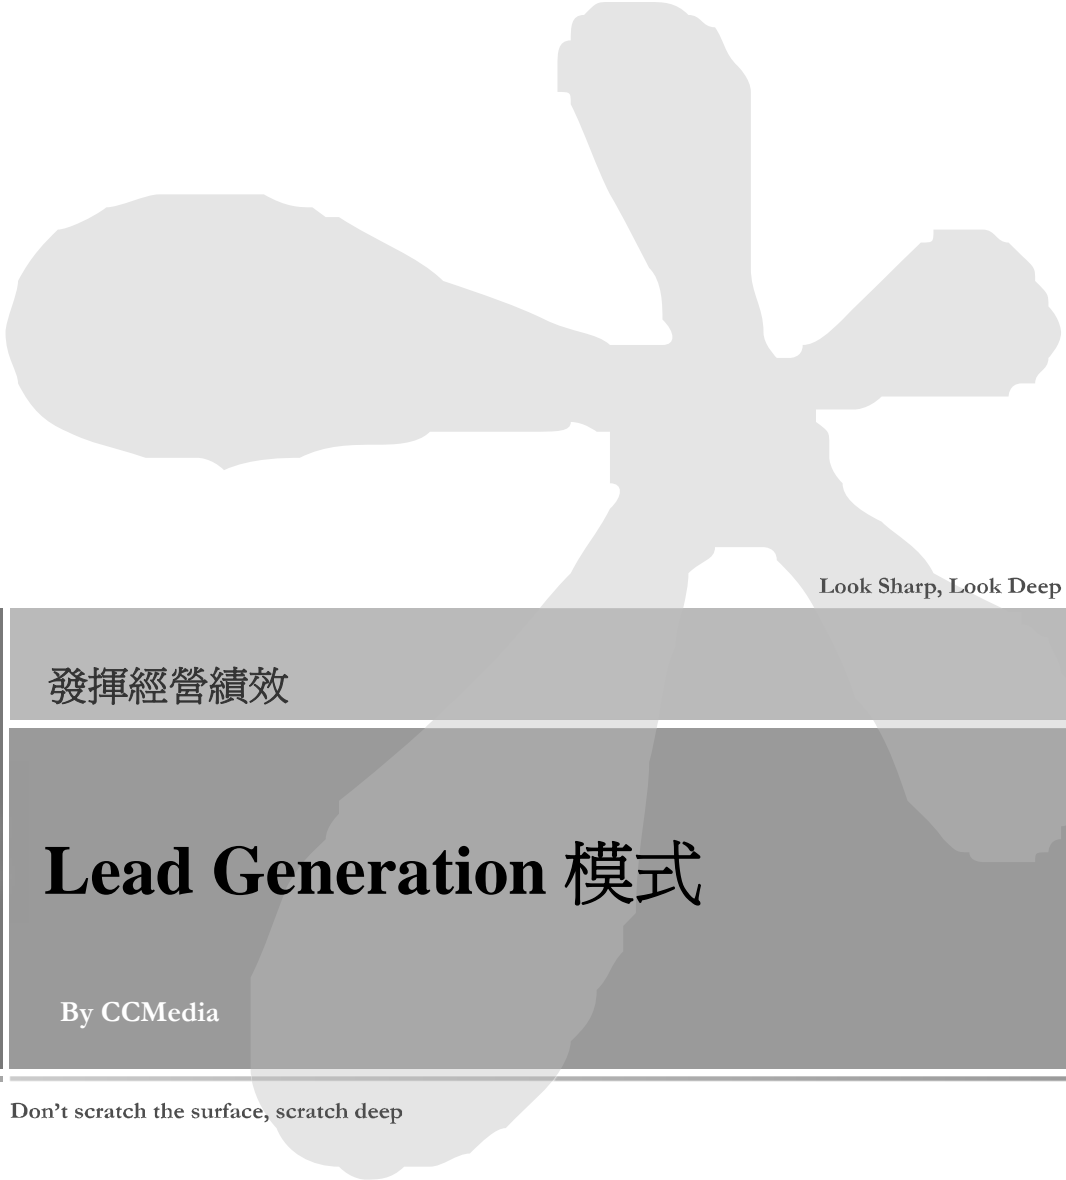 Look Sharp, Look Deep
發揮經營績效
Lead Generation 模式
By CCMedia
Don’t scratch the surface, scratch deep